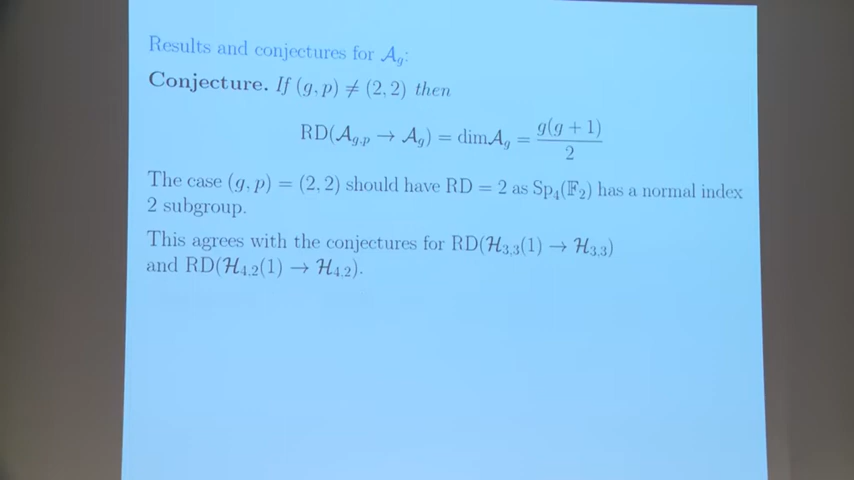 Results and conjectures for 𝒜_g:
Conjecture. If (g, p) ≠ (2, 2) then
RD(𝒜_{g,p} → 𝒜_g) = dim𝒜_g = g(g + 1)/2
The case (g, p) = (2, 2) should have RD = 2 as Sp₄(𝔽₂) has a normal index
2 subgroup.
This agrees with the conjectures for RD(ℋ_{3,3}(1) → ℋ_{3,3})
and RD(ℋ_{4,2}(1) → ℋ_{4,2}).